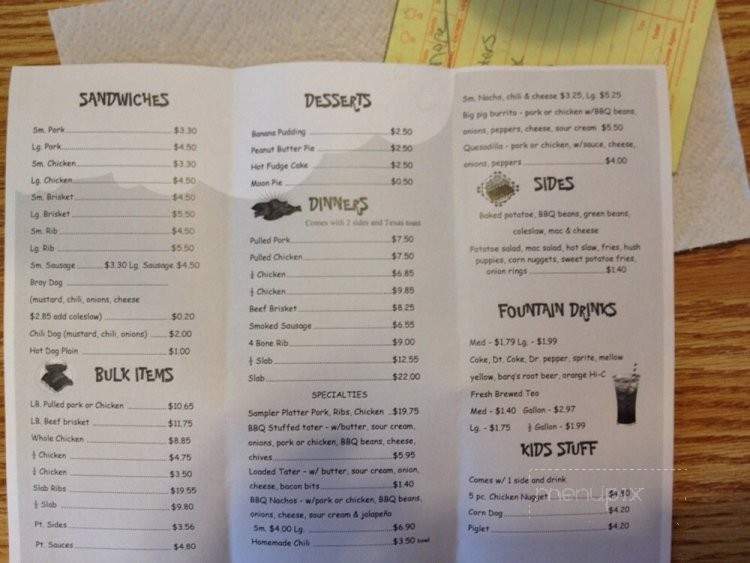 SANDWICHES
Sm. Pork $3.30
Lg. Pork $4.50
Sm. Chicken $3.30
Lg. Chicken $4.50
Sm. Brisket $4.50
Lg. Brisket $5.50
Sm. Rib $4.50
Lg. Rib $5.50
Sm. Sausage $3.30 Lg. Sausage $4.50
Bray Dog
(mustard, chili, onions, cheese
$2.85 add coleslaw) $0.20
Chili Dog (mustard, chili, onions) $2.00
Hot Dog Plain $1.00
BULK ITEMS
LB. Pulled pork or Chicken $10.65
LB. Beef brisket $11.75
Whole Chicken $8.85
½ Chicken $4.75
Chicken $3.50
Slab Ribs $19.55
½ Slab $9.80
Pt. Sides $3.56
Pt. Sauces $4.80
DESSERTS
Banana Pudding $2.50
Peanut Butter Pie $2.50
Hot Fudge Cake $2.50
Moon Pie $0.50
DINNERS
Comes with 2 sides and Texas toast
Pulled Pork $7.50
Pulled Chicken $7.50
Chicken $6.85
½ Chicken $9.85
Beef Brisket $8.25
Smoked Sausage $6.55
4 Bone Rib $9.00
½ Slab $12.55
Slab $22.00
SPECIALTIES
Sampler Platter Pork, Ribs, Chicken $19.75
BBQ Stuffed tater - w/butter, sour cream,
onions, pork or chicken, BBQ beans, cheese,
chives $5.95
Loaded Tater - w/ butter, sour cream, onion,
cheese, bacon bits $1.40
BBQ Nachos - w/pork or chicken, BBQ beans,
onions, cheese, sour cream & jalapeño
Sm. $4.00 Lg. $6.90
Homemade Chili $3.50 bowl
Sm. Nacho, chili & cheese $3.25, Lg. $5.25
Big pig burrito - pork or chicken w/BBQ beans,
onions, peppers, cheese, sour cream $5.50
Quesadilla - pork or chicken, w/sauce, cheese,
onions, peppers $4.00
SIDES
Baked potatoe, BBQ beans, green beans,
coleslaw, mac & cheese
Potatoe salad, mac salad, hot slaw, fries, hush
puppies, corn nuggets, sweet potatoe fries,
onion rings $1.40
FOUNTAIN DRINKS
Med - $1.79 Lg. - $1.99
Coke, Dt. Coke, Dr. pepper, sprite, mellow
yellow, barq's root beer, orange Hi-C
Fresh Brewed Tea
Med - $1.40 Gallon - $2.97
Lg. - $1.75 ½ Gallon - $1.99
KIDS STUFF
Comes w/ 1 side and drink
5 pc. Chicken Nugget
Corn Dog $4.20
Piglet $4.20
menupix